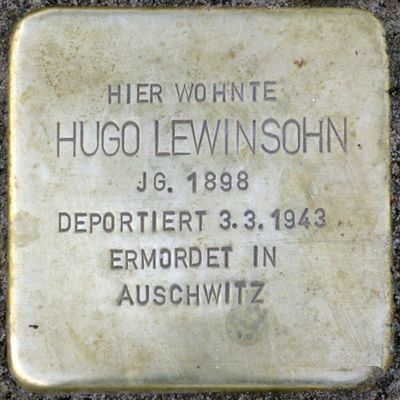 HIER WOHNTE
HUGO LEWINSOHN
JG. 1898
DEPORTIERT 3.3.1943
ERMORDET IN
AUSCHWITZ